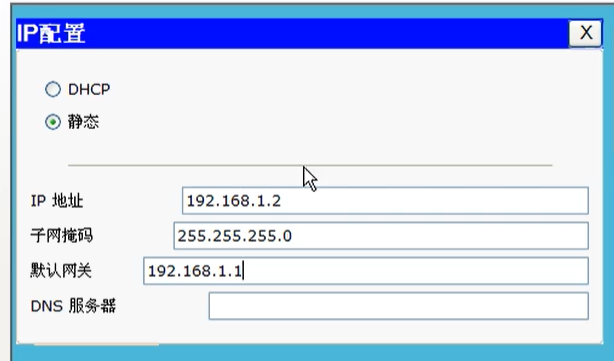 IP配置
X
DHCP
静态
IP 地址 192.168.1.2
子网掩码 255.255.255.0
默认网关 192.168.1.1
DNS 服务器